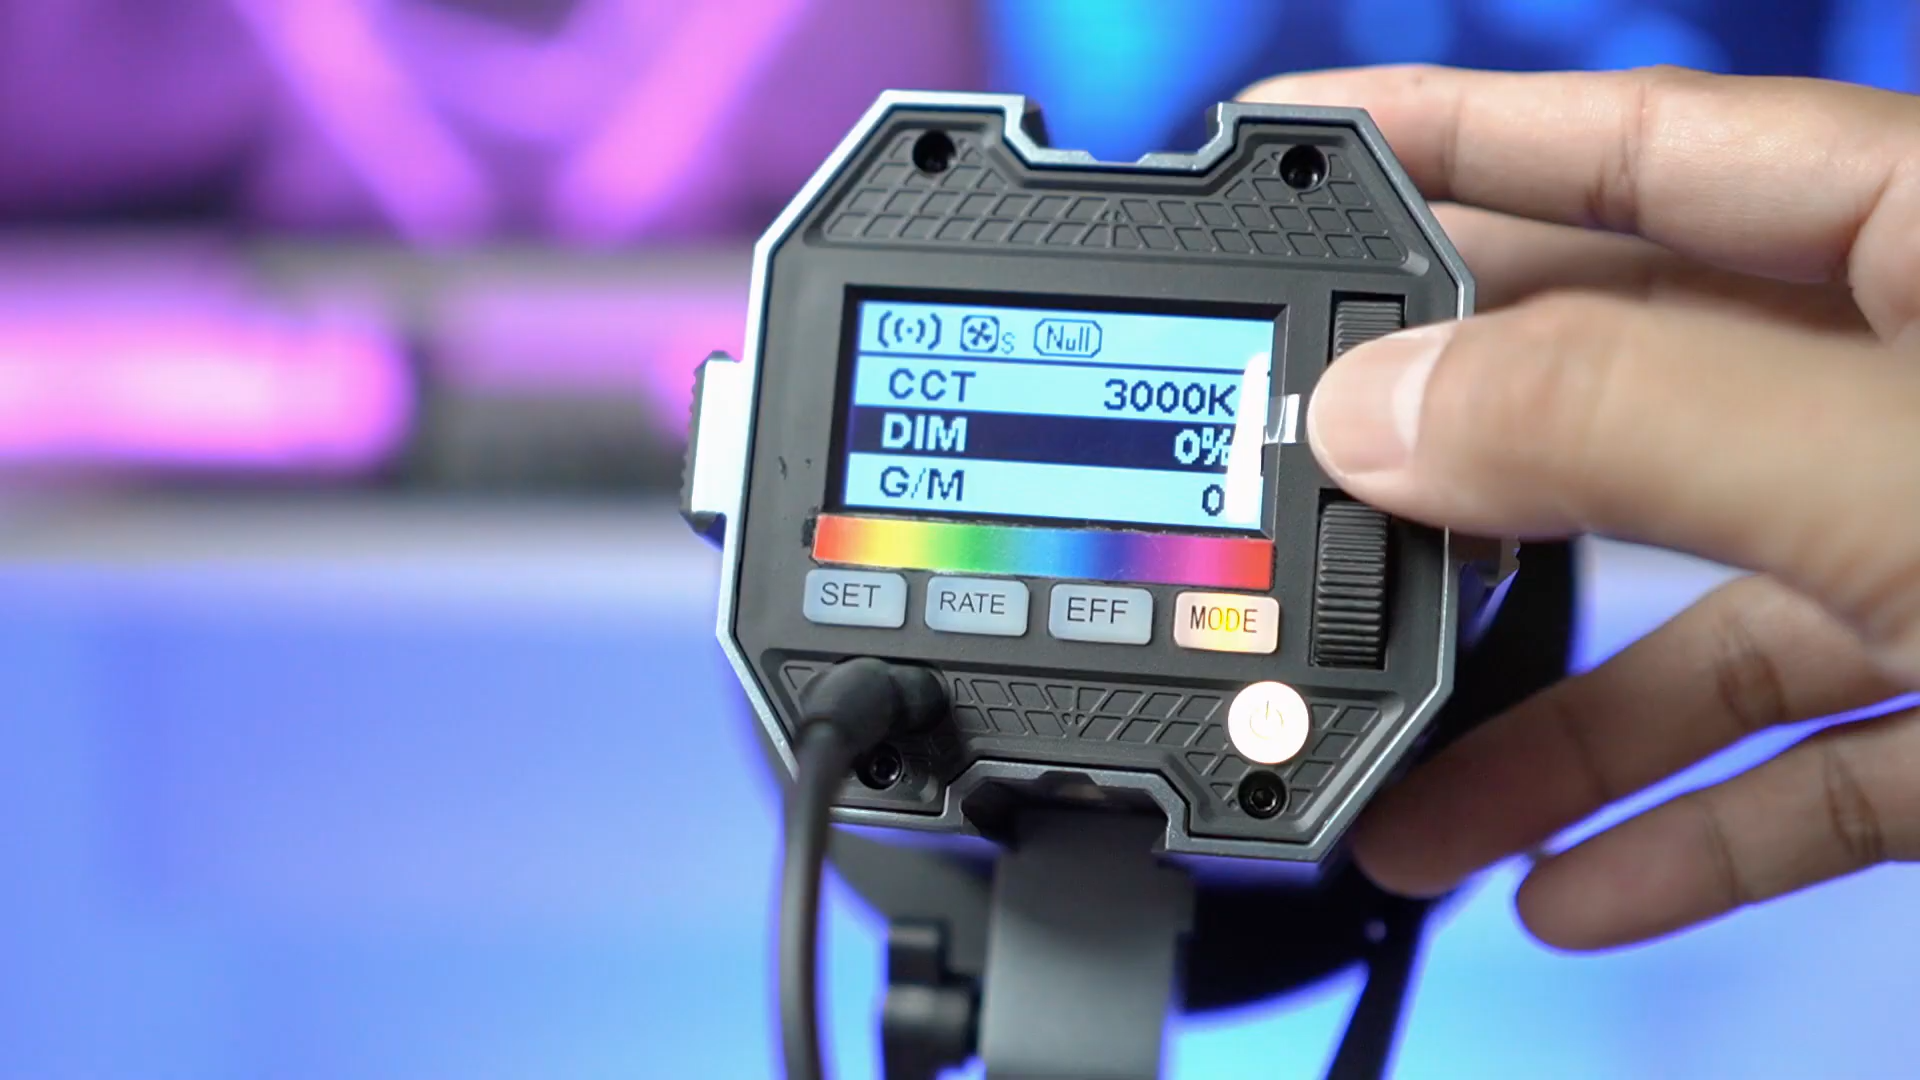 S Null
CCT 3000K
DIM 0%
G/M 0
SET RATE EFF MODE